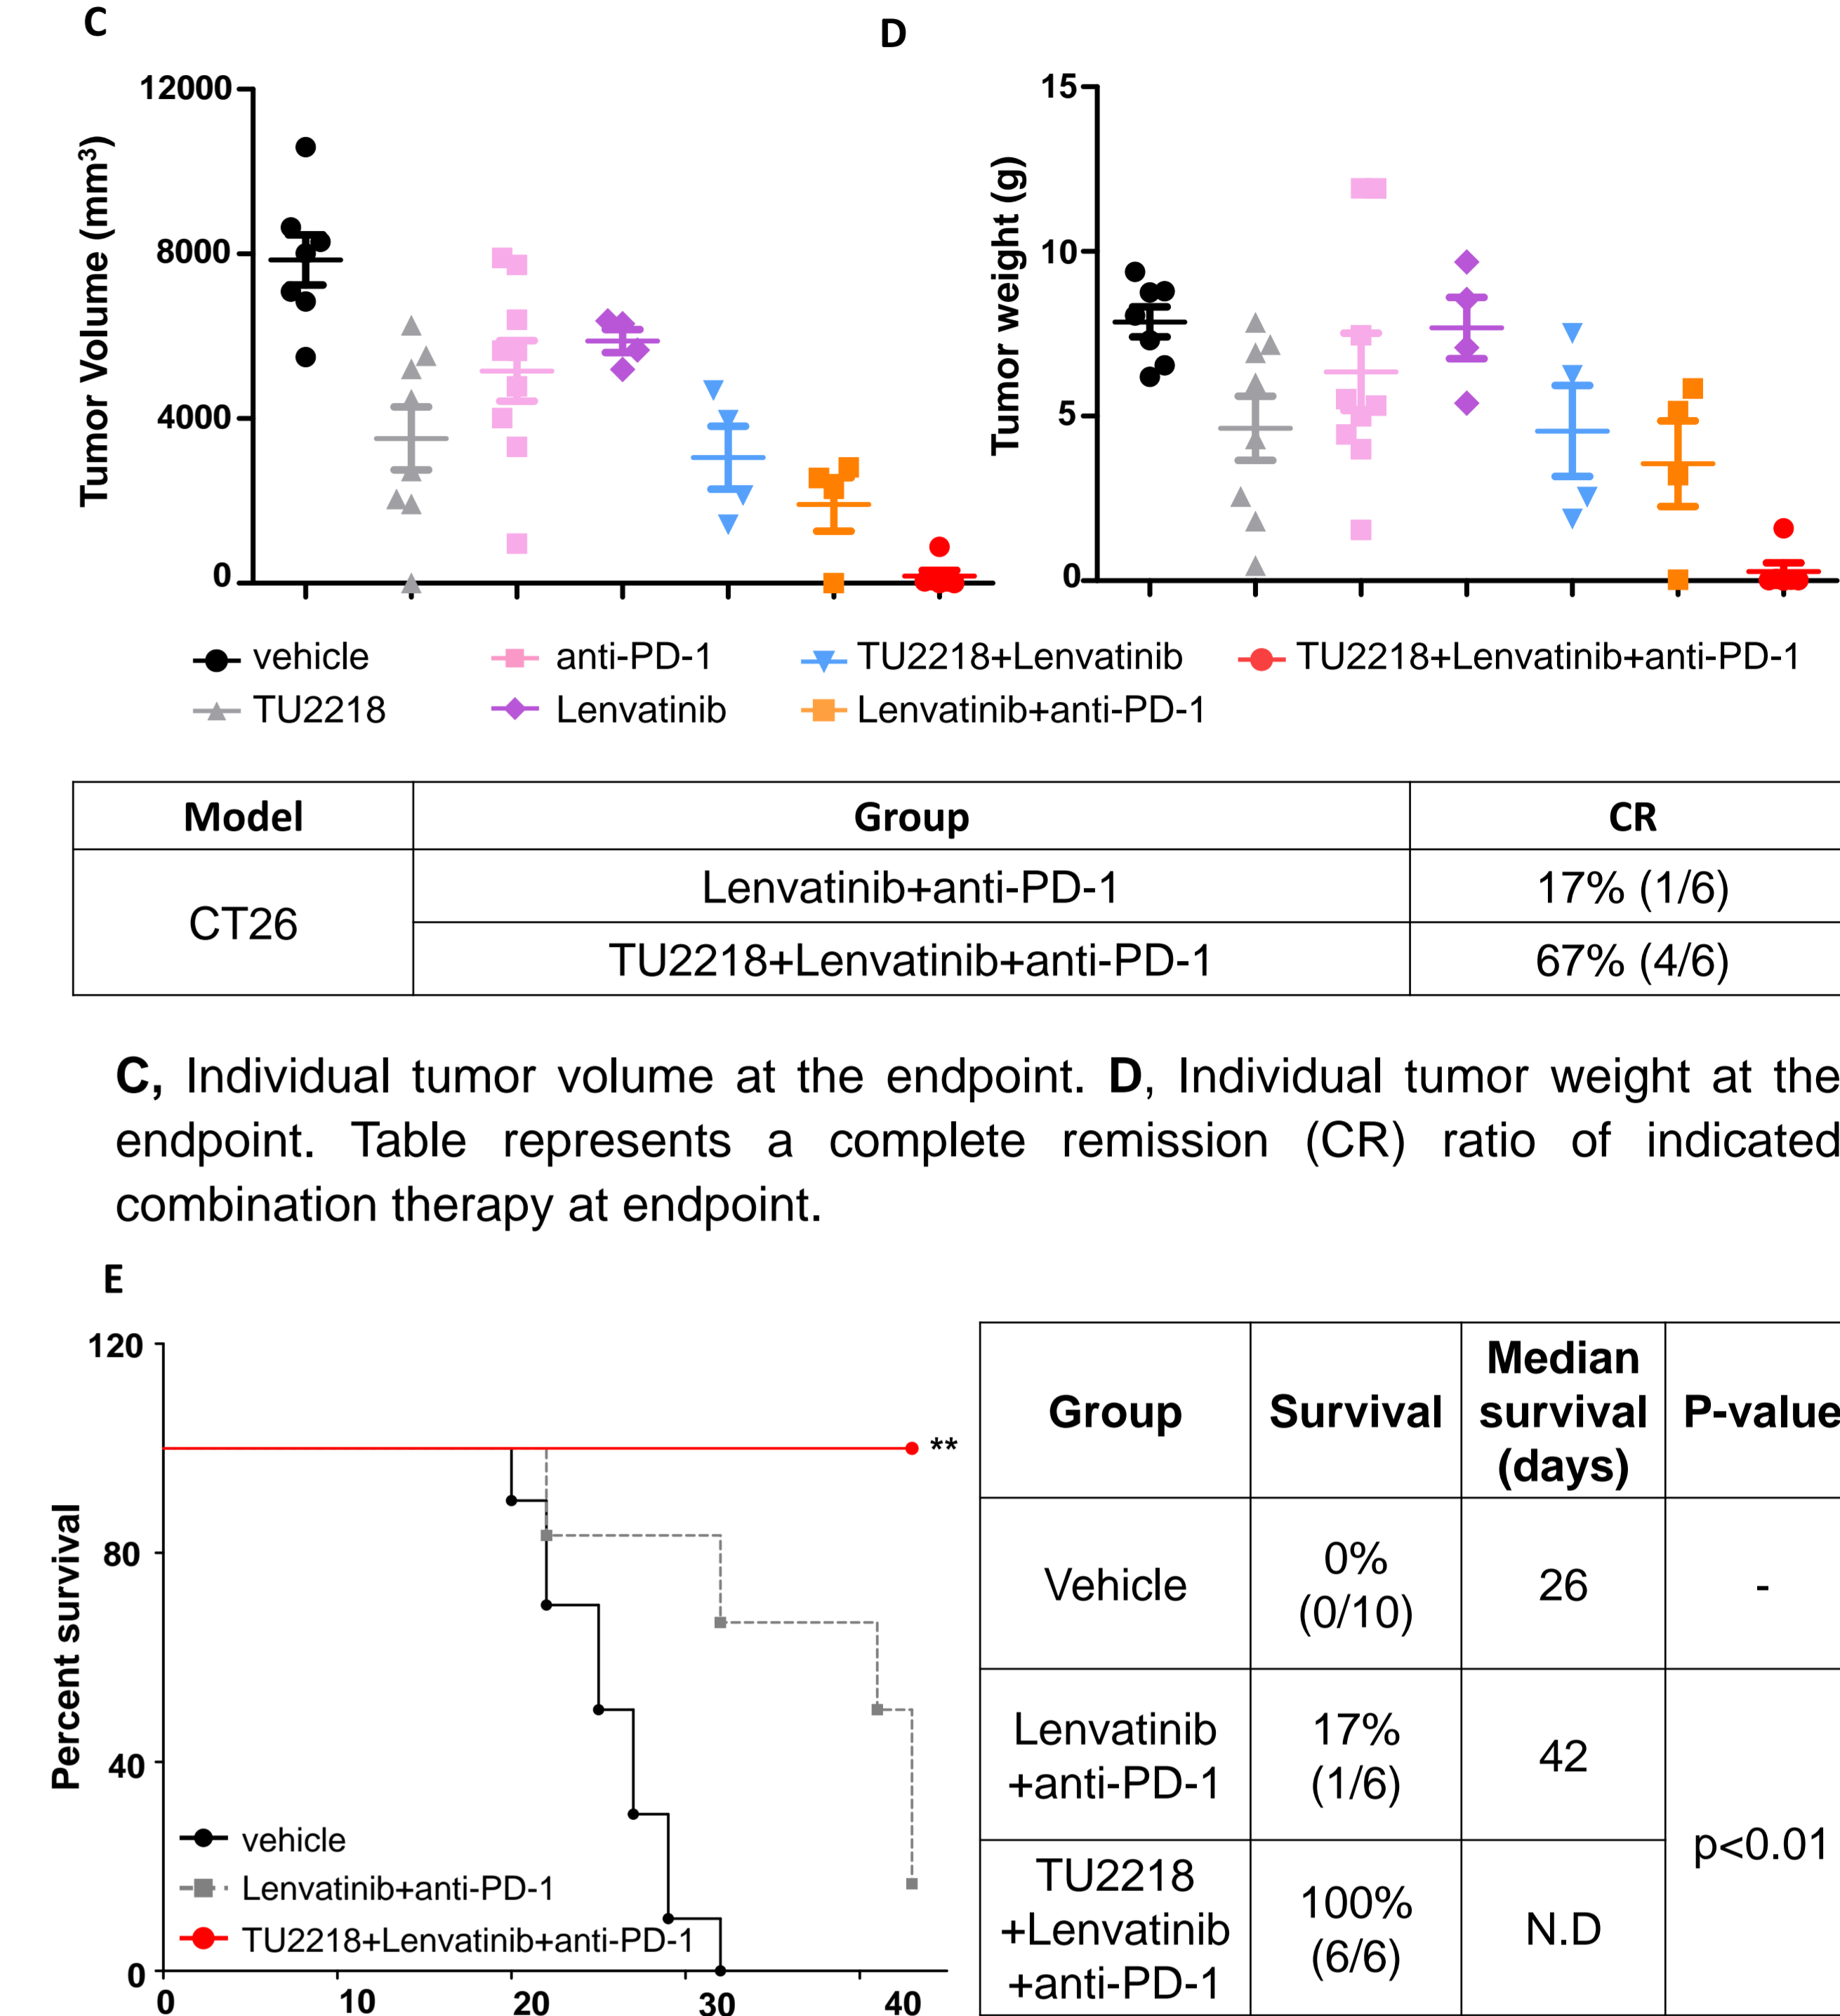 C
D
12000
8000
4000
0
Tumor Volume (mm³)
15
10
5
0
Tumor weight (g)
vehicle
anti-PD-1
TU2218+Lenvatinib
TU2218+Lenvatinib+anti-PD-1
TU2218
Lenvatinib
Lenvatinib+anti-PD-1
Model Group CR
CT26
Lenvatinib+anti-PD-1 17% (1/6)
TU2218+Lenvatinib+anti-PD-1 67% (4/6)
C, Individual tumor volume at the endpoint. D, Individual tumor weight at the
endpoint. Table represents a complete remission (CR) ratio of indicated
combination therapy at endpoint.
E
120
80
40
0
Percent survival
**
vehicle
Lenvatinib+anti-PD-1
TU2218+Lenvatinib+anti-PD-1
0 10 20 30 40
Group
Survival
Median
survival
(days)
P-value
Vehicle
0%
(0/10)
26
-
Lenvatinib
+anti-PD-1
17%
(1/6)
42
p<0.01
TU2218
+Lenvatinib
+anti-PD-1
100%
(6/6)
N.D